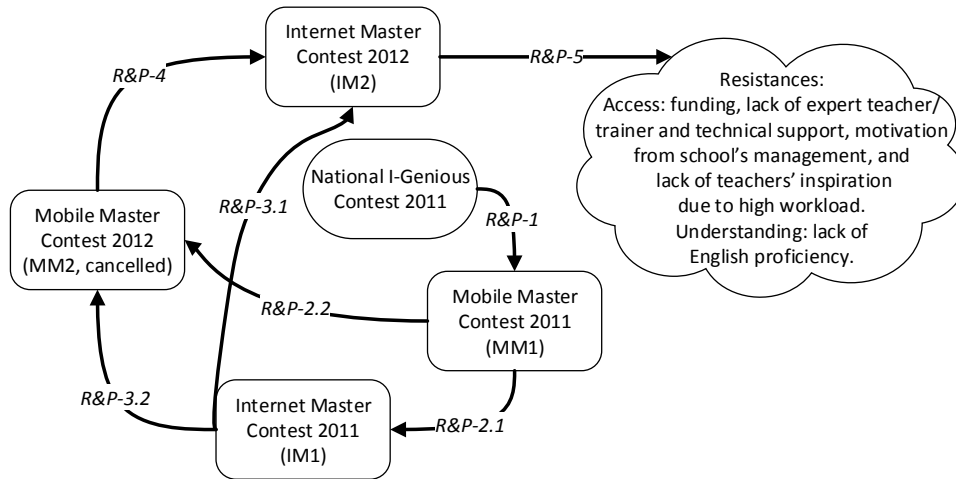 Internet Master
Contest 2012
(IM2)
R&P-5
Resistances:
Access: funding, lack of expert teacher/
trainer and technical support, motivation
from school's management, and
lack of teachers' inspiration
due to high workload.
Understanding: lack of
English proficiency.
R&P-4
National I-Genious
Contest 2011
R&P-3.1
R&P-1
Mobile Master
Contest 2012
(MM2, cancelled)
R&P-2.2
Mobile Master
Contest 2011
(MM1)
R&P-3.2
Internet Master
Contest 2011
(IM1)
R&P-2.1